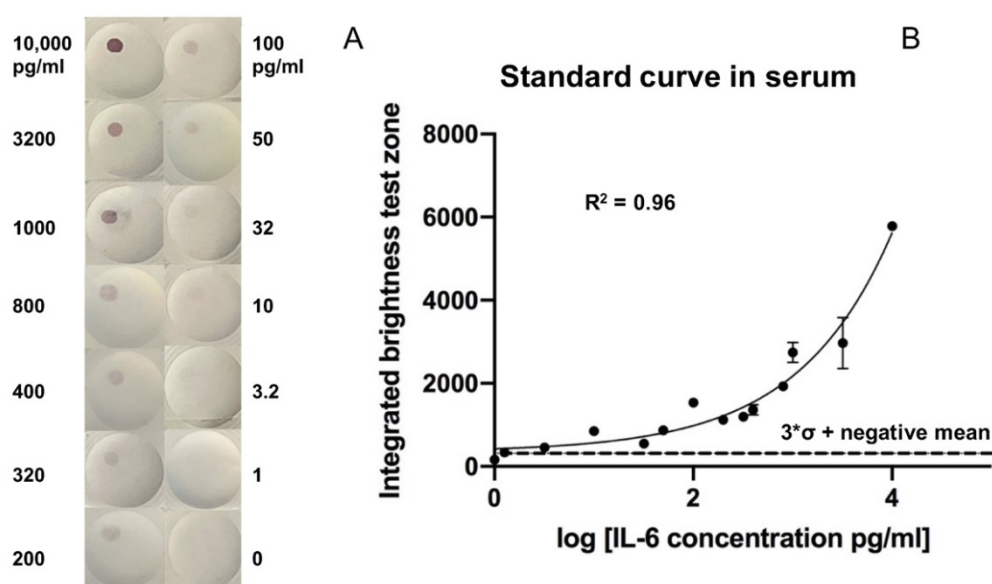 A
10,000
pg/ml
3200
1000
800
400
320
200
100
pg/ml
50
32
10
3.2
1
0
B
Standard curve in serum
Integrated brightness test zone
8000
6000
4000
2000
0
R² = 0.96
3*σ + negative mean
0 2 4
log [IL-6 concentration pg/ml]